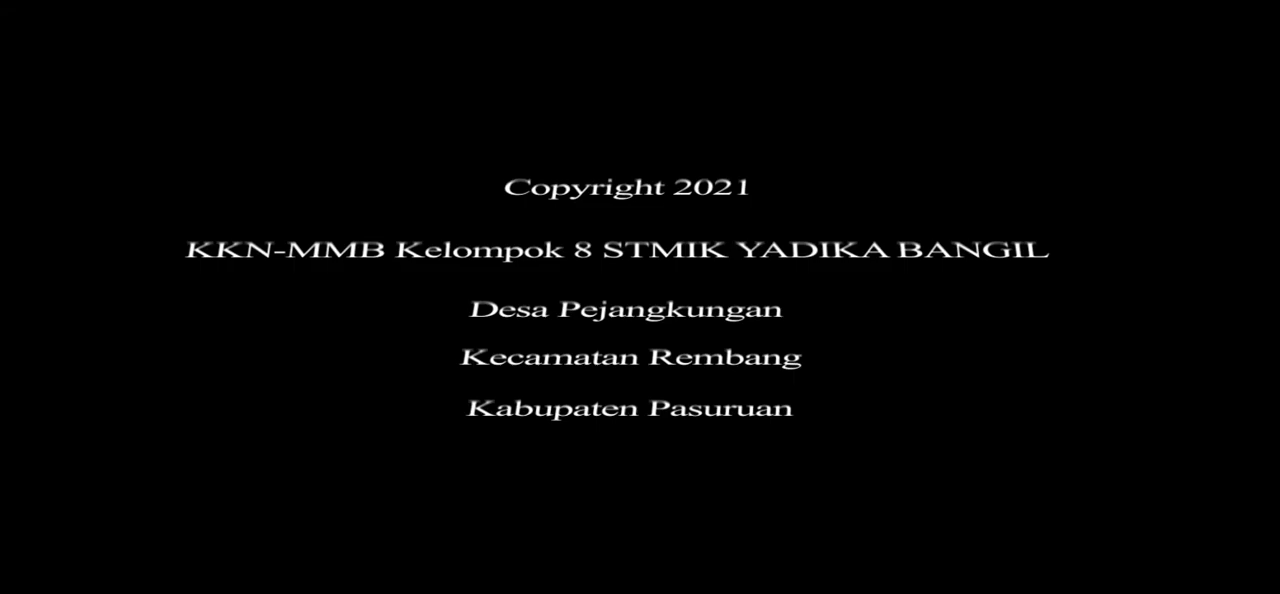 Copyright 2021
KKN-MMB Kelompok 8 STMIK YADIKA BANGIL
Desa Pejangkungan
Kecamatan Rembang
Kabupaten Pasuruan